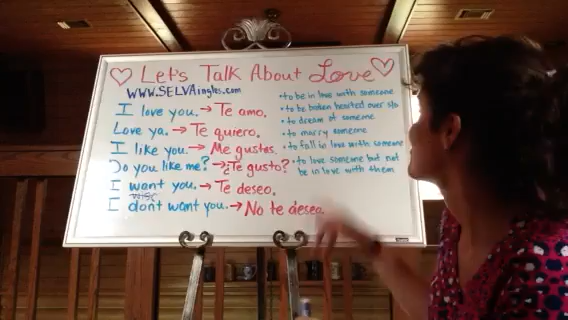 Let's Talk About Love
www.SELVAingles.com
I love you. → Te amo.
Love ya. → Te quiero.
I like you. → Me gustas.
Do you like me? → ¿Te gusto?
I want you. → Te deseo.
I don't want you. → No te deseo.
• to be in love with someone
• to be broken hearted over s/o
• to dream of someone
• to marry someone
• to fall in love with someone
• to love someone but not
be in love with them